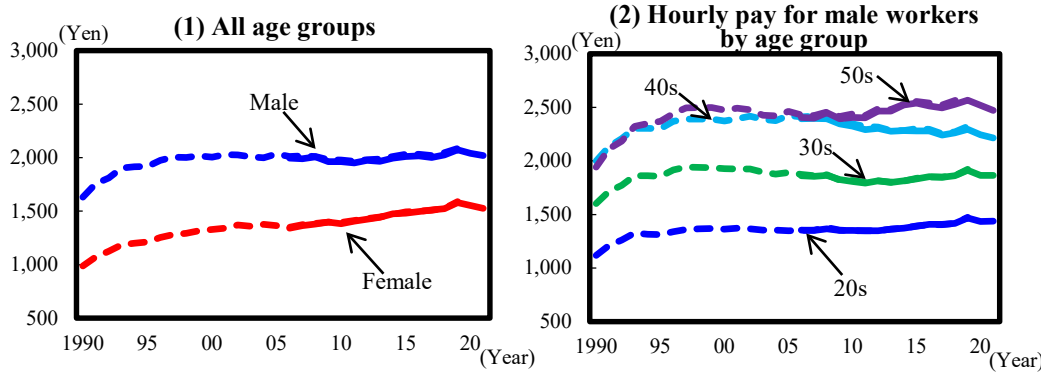 (1) All age groups
(Yen)
3,000
2,500
2,000
1,500
1,000
500
Male
Female
1990 95 00 05 10 15 20
(Year)
(2) Hourly pay for male workers
by age group
(Yen)
3,000
2,500
2,000
1,500
1,000
500
40s
50s
30s
20s
1990 95 00 05 10 15 20
(Year)